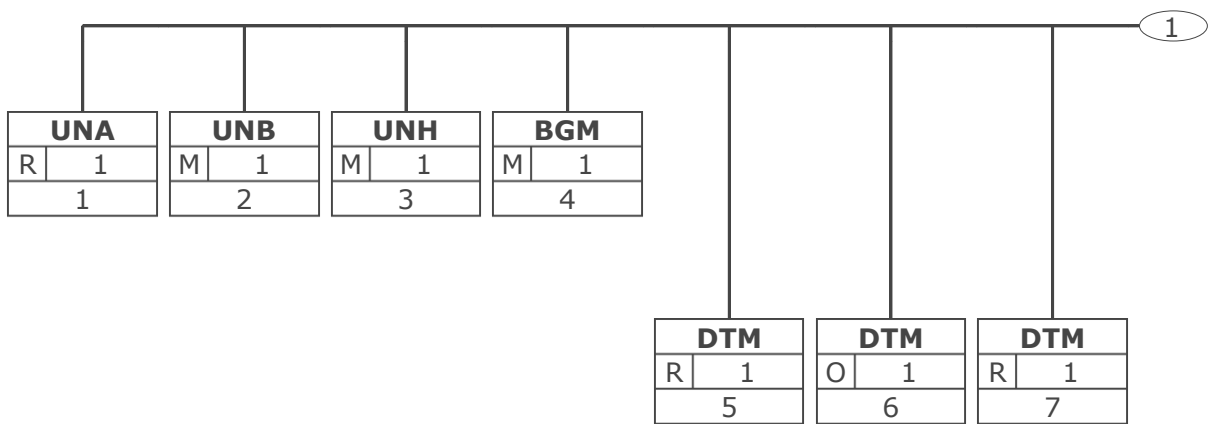 1
UNA UNB UNH BGM
R 1 M 1 M 1 M 1
1 2 3 4
DTM DTM DTM
R 1 O 1 R 1
5 6 7